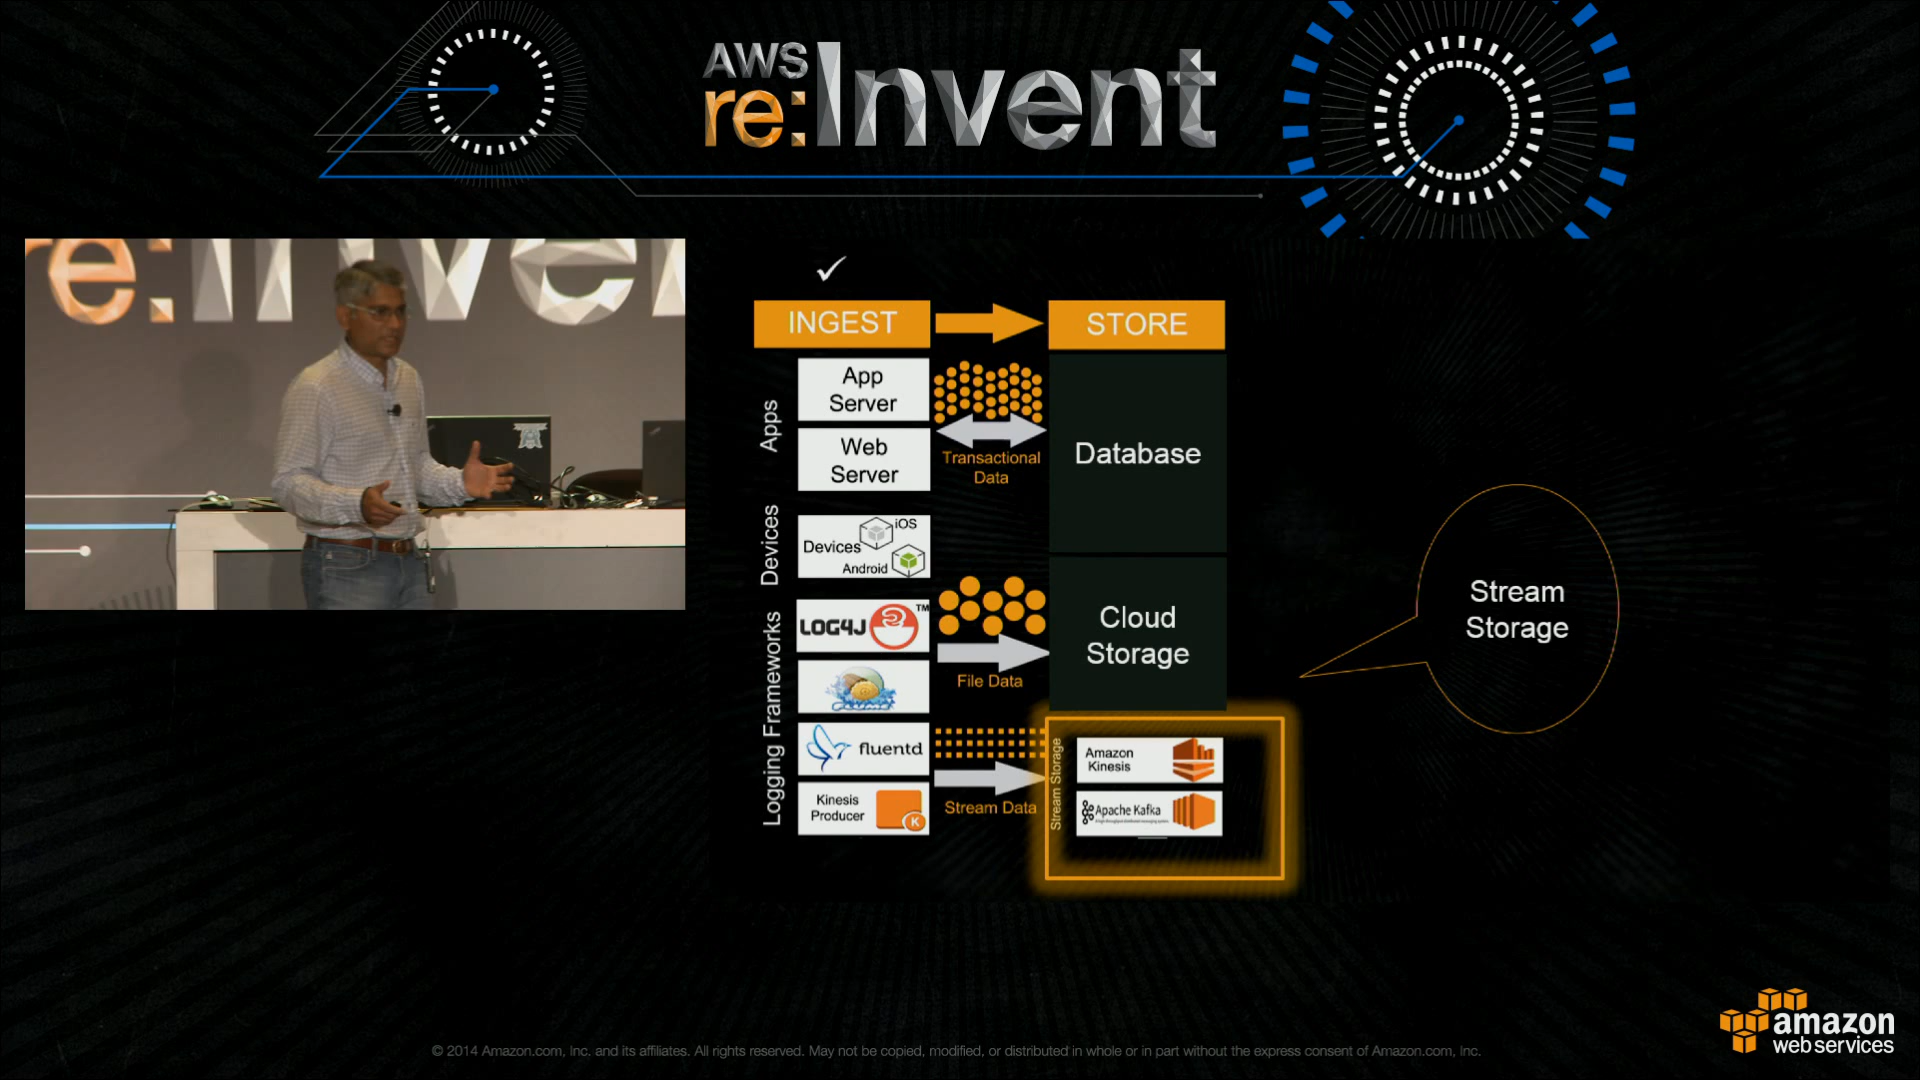 AWS
re:Invent
re:Inve
INGEST
STORE
Apps
App
Server
Web
Server
Transactional
Data
Database
Devices
Devices
iOS
Android
Logging Frameworks
LOG4J
TM
File Data
Cloud
Storage
Stream
Storage
fluentd
Kinesis
Producer
K
Stream Data
Stream Storage
Amazon
Kinesis
Apache Kafka
amazon
web services
© 2014 Amazon.com, Inc. and its affiliates. All rights reserved. May not be copied, modified, or distributed in whole or in part without the express consent of Amazon.com, Inc.